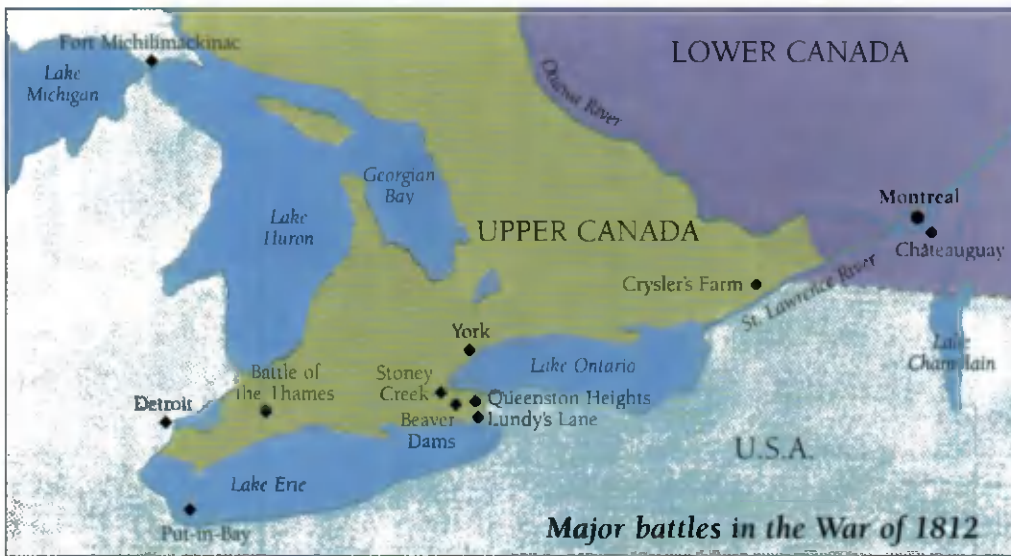 Fort Michilimackinac
Lake
Michigan
LOWER CANADA
Ottawa River
Georgian
Bay
Lake
Huron
UPPER CANADA
Montreal
Châteauguay
Crysler's Farm
St. Lawrence River
York
Lake Ontario
Lake
Champlain
Battle of
the Thames
Stoney
Creek
Detroit
Queenston Heights
Beaver
Dams
Lundy's Lane
U.S.A.
Lake Erie
Put-in-Bay
Major battles in the War of 1812